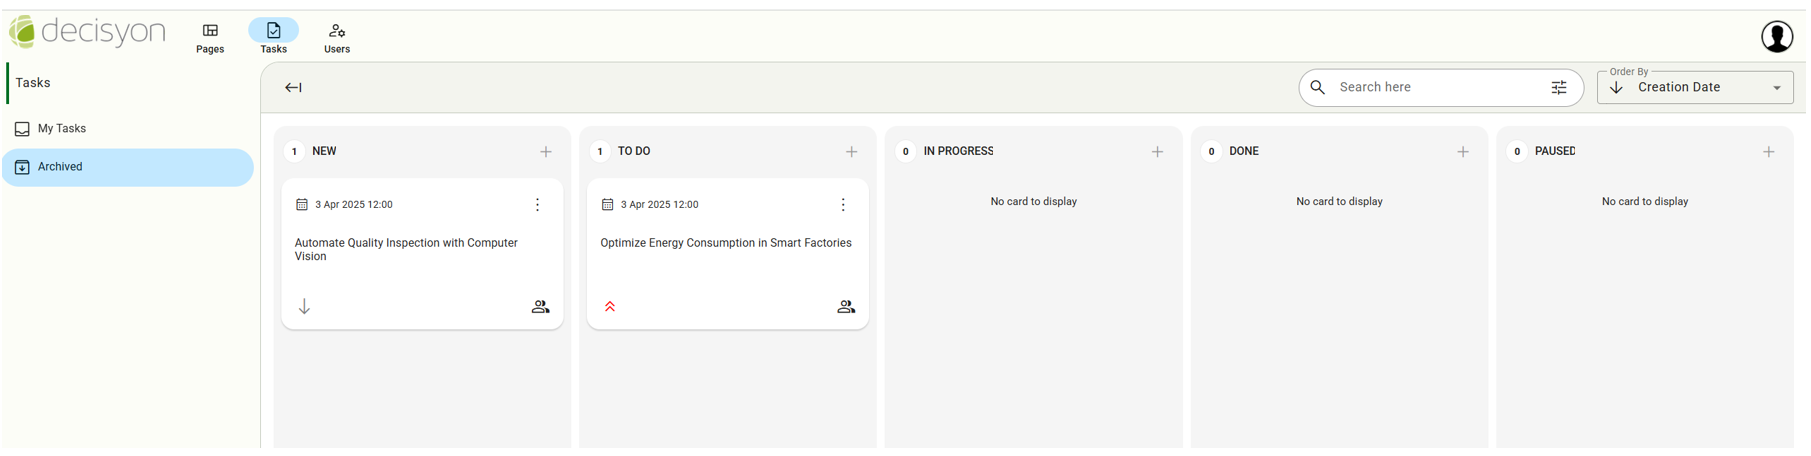 decisyon
Pages
Tasks
Users
Tasks
My Tasks
Archived
Search here
Order By
Creation Date
1 NEW
3 Apr 2025 12:00
Automate Quality Inspection with Computer
Vision
1 TO DO
3 Apr 2025 12:00
Optimize Energy Consumption in Smart Factories
0 IN PROGRESS
No card to display
0 DONE
No card to display
0 PAUSED
No card to display